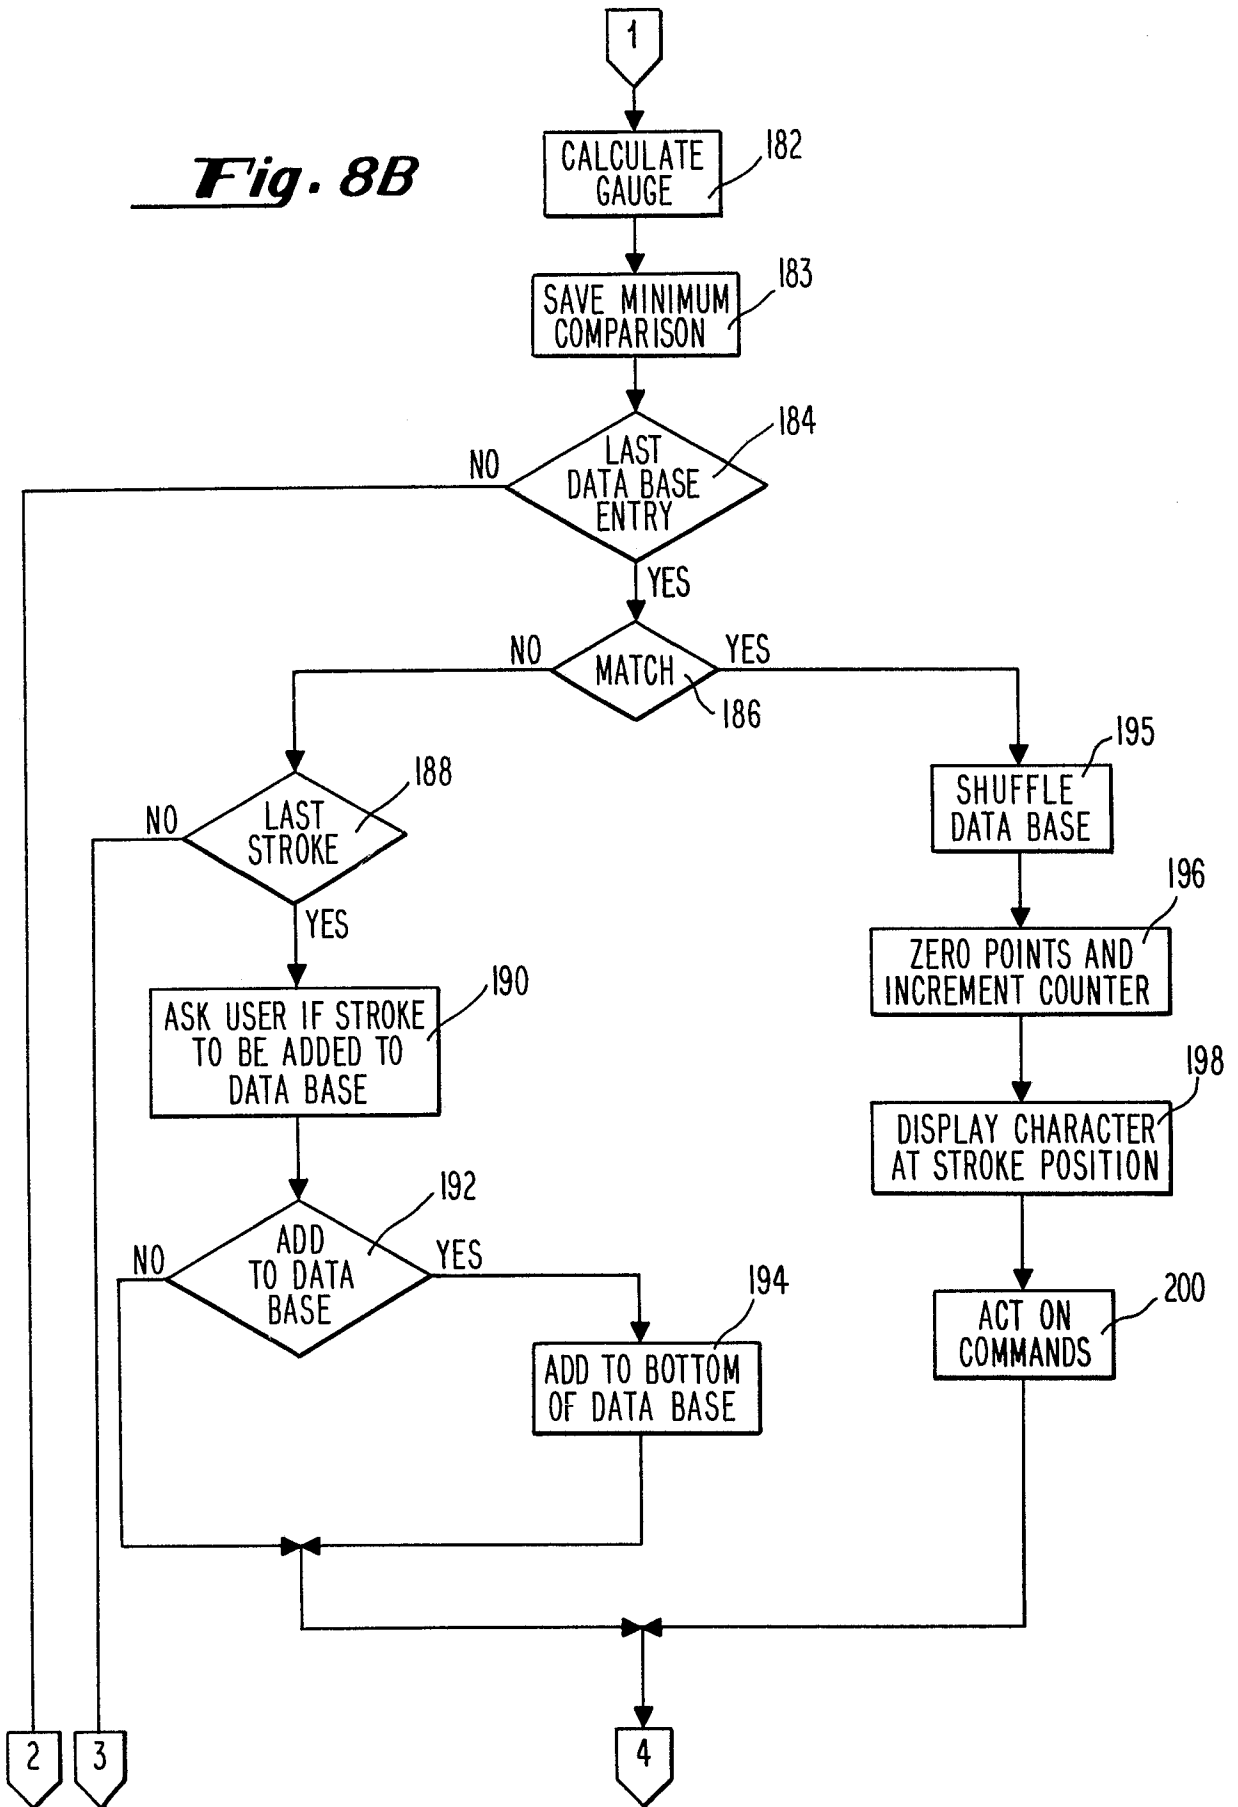 1
Fig. 8B
CALCULATE
GAUGE
182
SAVE MINIMUM
COMPARISON
183
LAST
DATA BASE
ENTRY
184
NO
YES
MATCH
186
NO
YES
LAST
STROKE
188
NO
YES
SHUFFLE
DATA BASE
195
ZERO POINTS AND
INCREMENT COUNTER
196
ASK USER IF STROKE
TO BE ADDED TO
DATA BASE
190
DISPLAY CHARACTER
AT STROKE POSITION
198
ADD
TO DATA
BASE
192
NO
YES
ADD TO BOTTOM
OF DATA BASE
194
ACT ON
COMMANDS
200
2
3
4